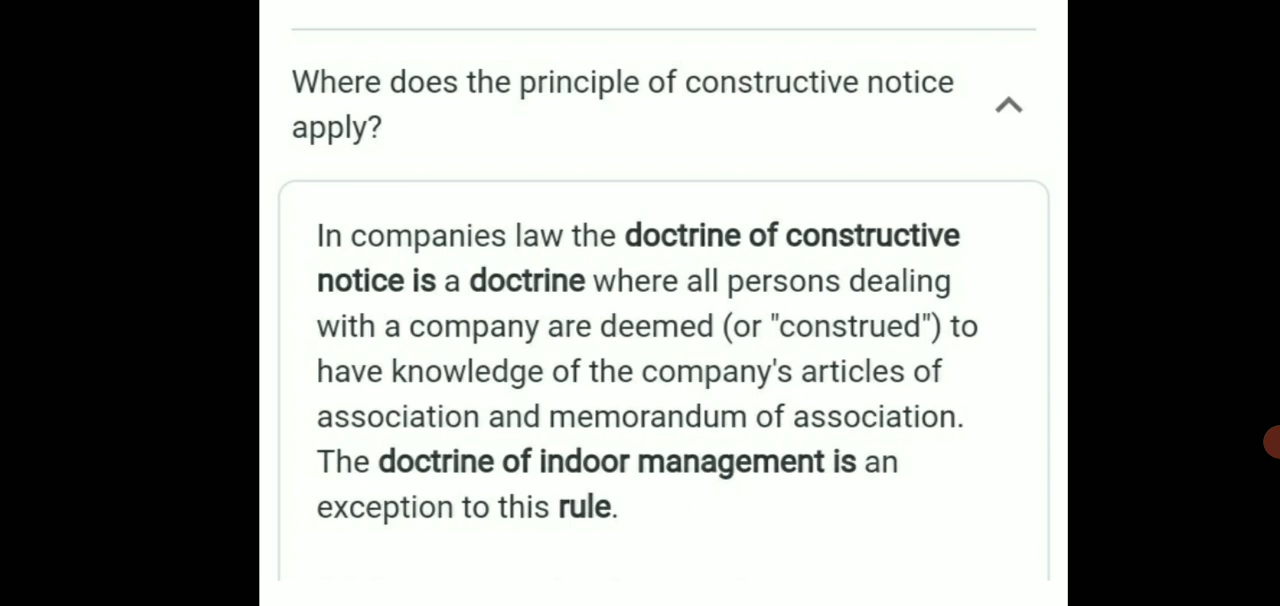 Where does the principle of constructive notice
apply?
In companies law the doctrine of constructive
notice is a doctrine where all persons dealing
with a company are deemed (or "construed") to
have knowledge of the company's articles of
association and memorandum of association.
The doctrine of indoor management is an
exception to this rule.